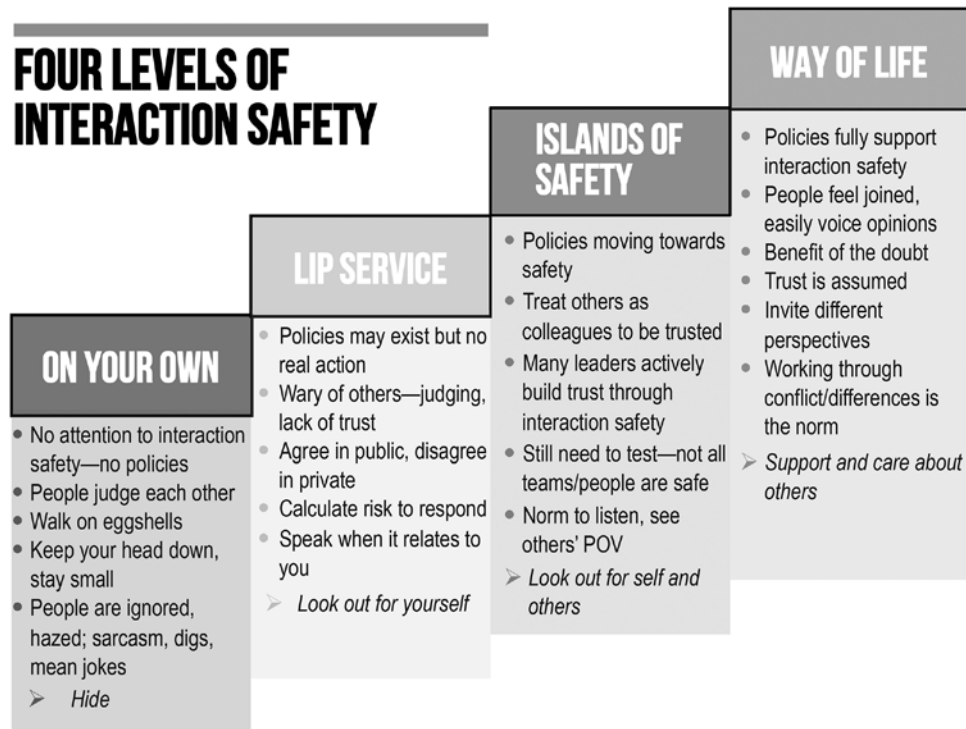 FOUR LEVELS OF
INTERACTION SAFETY
ON YOUR OWN
• No attention to interaction
safety—no policies
• People judge each other
• Walk on eggshells
• Keep your head down,
stay small
• People are ignored,
hazed; sarcasm, digs,
mean jokes
➢ Hide
LIP SERVICE
• Policies may exist but no
real action
• Wary of others—judging,
lack of trust
• Agree in public, disagree
in private
• Calculate risk to respond
• Speak when it relates to
you
➢ Look out for yourself
ISLANDS OF
SAFETY
• Policies moving towards
safety
• Treat others as
colleagues to be trusted
• Many leaders actively
build trust through
interaction safety
• Still need to test—not all
teams/people are safe
• Norm to listen, see
others' POV
➢ Look out for self and
others
WAY OF LIFE
• Policies fully support
interaction safety
• People feel joined,
easily voice opinions
• Benefit of the doubt
• Trust is assumed
• Invite different
perspectives
• Working through
conflict/differences is
the norm
➢ Support and care about
others